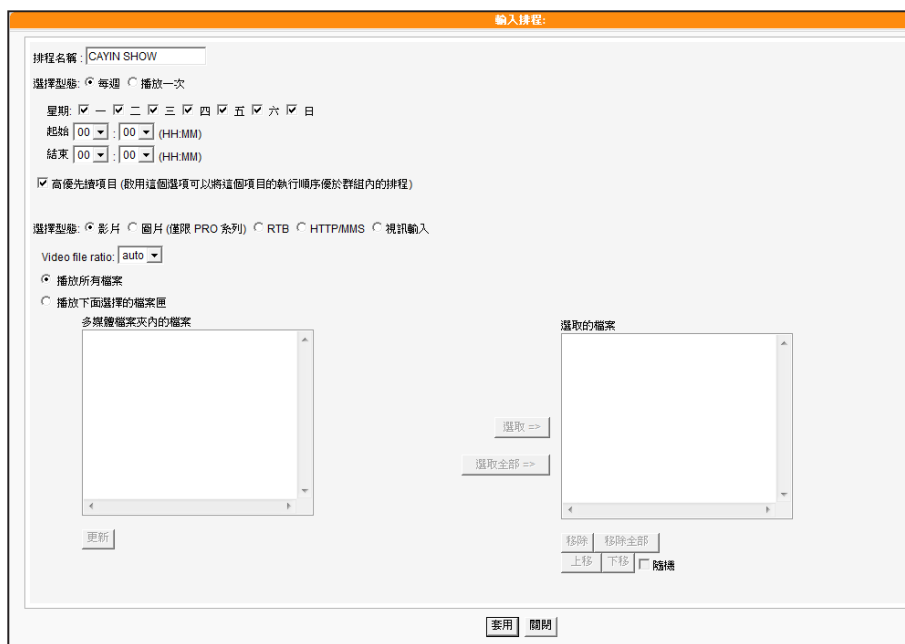 輸入排程:
排程名稱 : CAYIN SHOW
選擇型態: 每週 播放一次
星期: 一 二 三 四 五 六 日
起始 00 : 00 (HH:MM)
結束 00 : 00 (HH:MM)
高優先續項目 (啟用這個選項可以將這個項目的執行順序優於群組內的排程)
選擇型態: 影片 圖片 (僅限 PRO 系列) RTB HTTP/MMS 視訊輸入
Video file ratio: auto
播放所有檔案
播放下面選擇的檔案匣
多媒體檔案夾內的檔案
選取的檔案
選取 =>
選取全部 =>
更新
移除 移除全部
上移 下移 隨機
套用 關閉